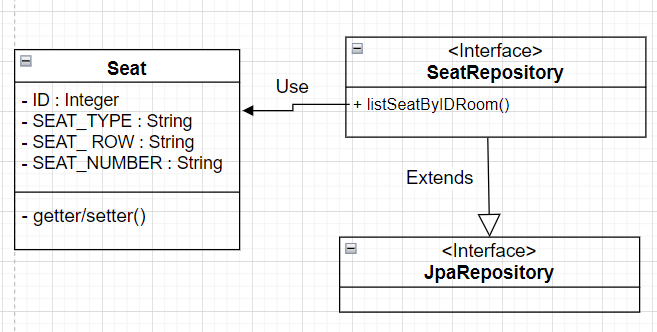 Seat
- ID : Integer
- SEAT_TYPE : String
- SEAT_ ROW : String
- SEAT_NUMBER : String
- getter/setter()
Use
<Interface>
SeatRepository
+ listSeatByIDRoom()
Extends
<Interface>
JpaRepository